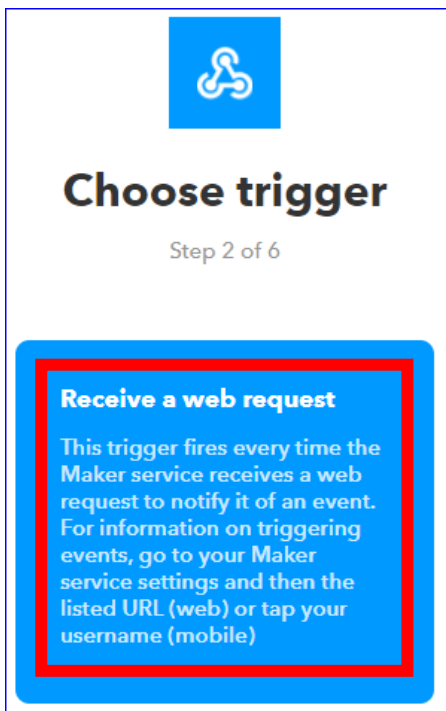 Choose trigger
Step 2 of 6
Receive a web request
This trigger fires every time the
Maker service receives a web
request to notify it of an event.
For information on triggering
events, go to your Maker
service settings and then the
listed URL (web) or tap your
username (mobile)